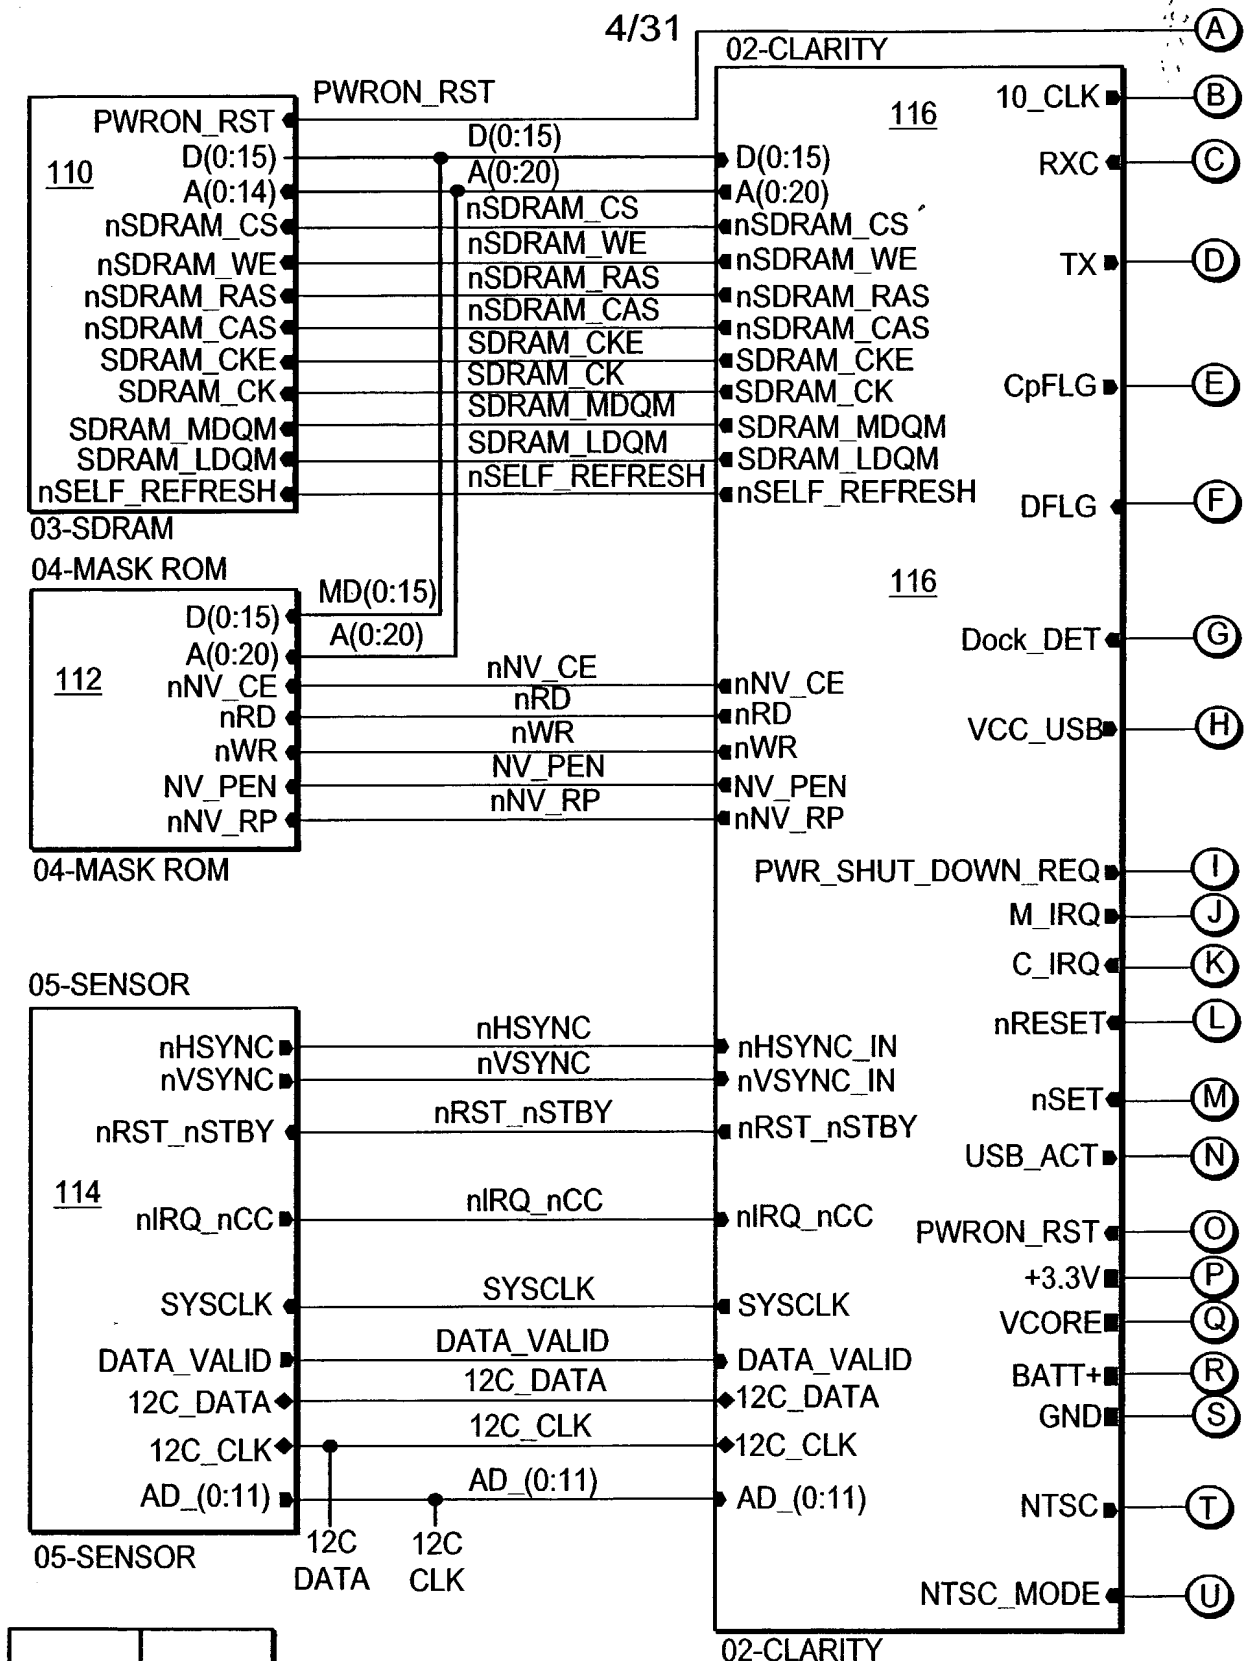 4/31
02-CLARITY
A
PWRON_RST
PWRON_RST
110
D(0:15)
D(0:15)
A(0:14)
A(0:20)
nSDRAM_CS
nSDRAM_CS
nSDRAM_WE
nSDRAM_WE
nSDRAM_RAS
nSDRAM_RAS
nSDRAM_CAS
nSDRAM_CAS
SDRAM_CKE
SDRAM_CKE
SDRAM_CK
SDRAM_CK
SDRAM_MDQM
SDRAM_MDQM
SDRAM_LDQM
SDRAM_LDQM
nSELF_REFRESH
nSELF_REFRESH
03-SDRAM
116
D(0:15)
A(0:20)
nSDRAM_CS
nSDRAM_WE
nSDRAM_RAS
nSDRAM_CAS
SDRAM_CKE
SDRAM_CK
SDRAM_MDQM
SDRAM_LDQM
nSELF_REFRESH
10_CLK B
RXC C
TX D
CpFLG E
DFLG F
04-MASK ROM
MD(0:15)
D(0:15)
A(0:20)
A(0:20)
112
nNV_CE nNV_CE nNV_CE
nRD nRD nRD
nWR nWR nWR
NV_PEN NV_PEN NV_PEN
nNV_RP nNV_RP nNV_RP
04-MASK ROM
116
Dock_DET G
VCC_USB H
PWR_SHUT_DOWN_REQ I
M_IRQ J
C_IRQ K
nRESET L
nSET M
USB_ACT N
PWRON_RST O
+3.3V P
VCORE Q
BATT+ R
GND S
NTSC T
NTSC_MODE U
05-SENSOR
nHSYNC nHSYNC nHSYNC_IN
nVSYNC nVSYNC nVSYNC_IN
nRST_nSTBY nRST_nSTBY nRST_nSTBY
114
nIRQ_nCC nIRQ_nCC nIRQ_nCC
SYSCLK SYSCLK SYSCLK
DATA_VALID DATA_VALID DATA_VALID
12C_DATA 12C_DATA 12C_DATA
12C_CLK 12C_CLK 12C_CLK
AD_(0:11) AD_(0:11) AD_(0:11)
05-SENSOR
12C
DATA
12C
CLK
02-CLARITY